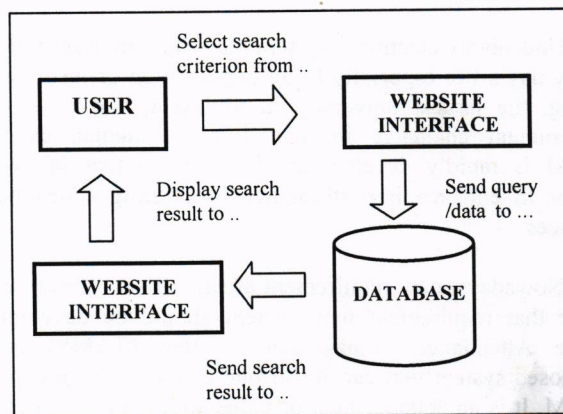 Select search
criterion from ..
USER
WEBSITE
INTERFACE
Display search
result to ..
Send query
/data to ...
WEBSITE
INTERFACE
DATABASE
Send search
result to ..